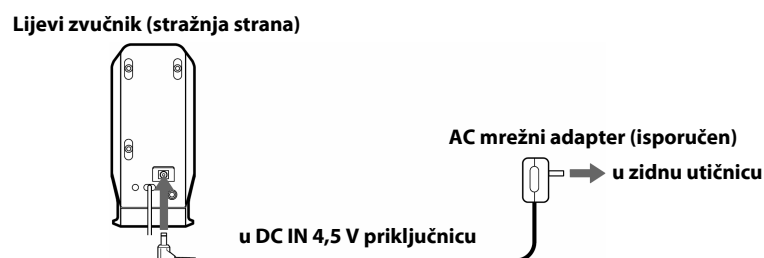 Lijevi zvučnik (stražnja strana)
AC mrežni adapter (isporučen)
u zidnu utičnicu
u DC IN 4,5 V priključnicu